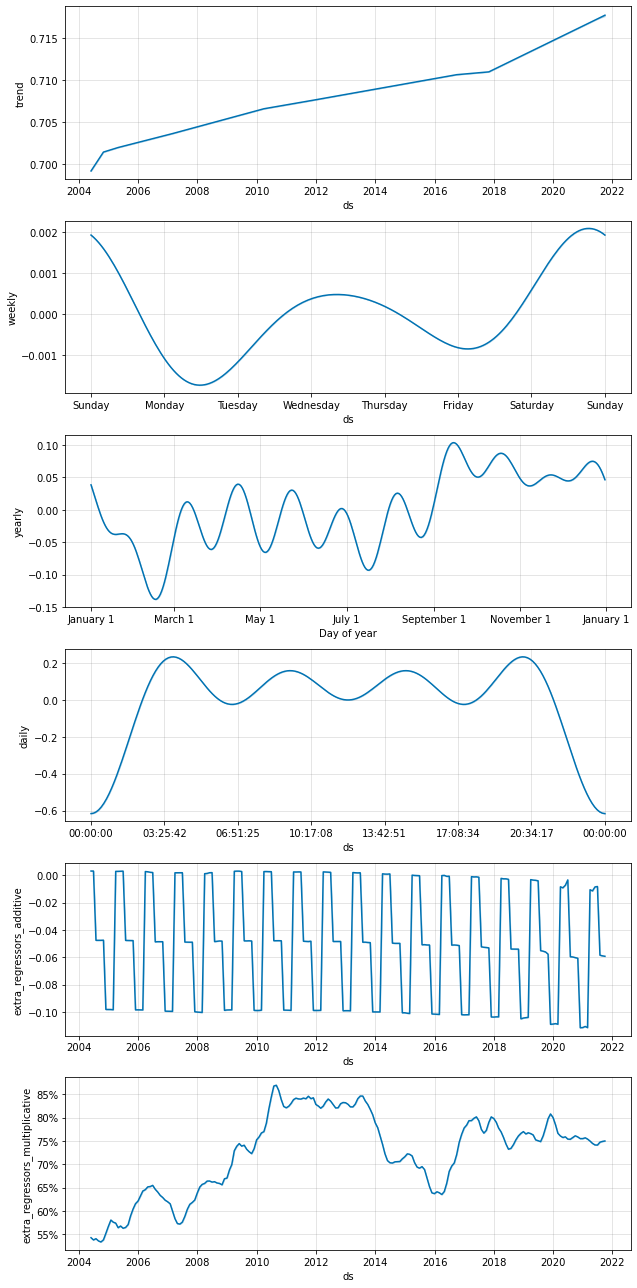 0.715
0.710
0.705
0.700
trend
2004 2006 2008 2010 2012 2014 2016 2018 2020 2022
ds
0.002
0.001
0.000
−0.001
weekly
Sunday Monday Tuesday Wednesday Thursday Friday Saturday Sunday
ds
0.10
0.05
0.00
−0.05
−0.10
−0.15
yearly
January 1 March 1 May 1 July 1 September 1 November 1 January 1
Day of year
0.2
0.0
−0.2
−0.4
−0.6
daily
00:00:00 03:25:42 06:51:25 10:17:08 13:42:51 17:08:34 20:34:17 00:00:00
ds
0.00
−0.02
−0.04
−0.06
−0.08
−0.10
extra_regressors_additive
2004 2006 2008 2010 2012 2014 2016 2018 2020 2022
ds
85%
80%
75%
70%
65%
60%
55%
extra_regressors_multiplicative
2004 2006 2008 2010 2012 2014 2016 2018 2020 2022
ds